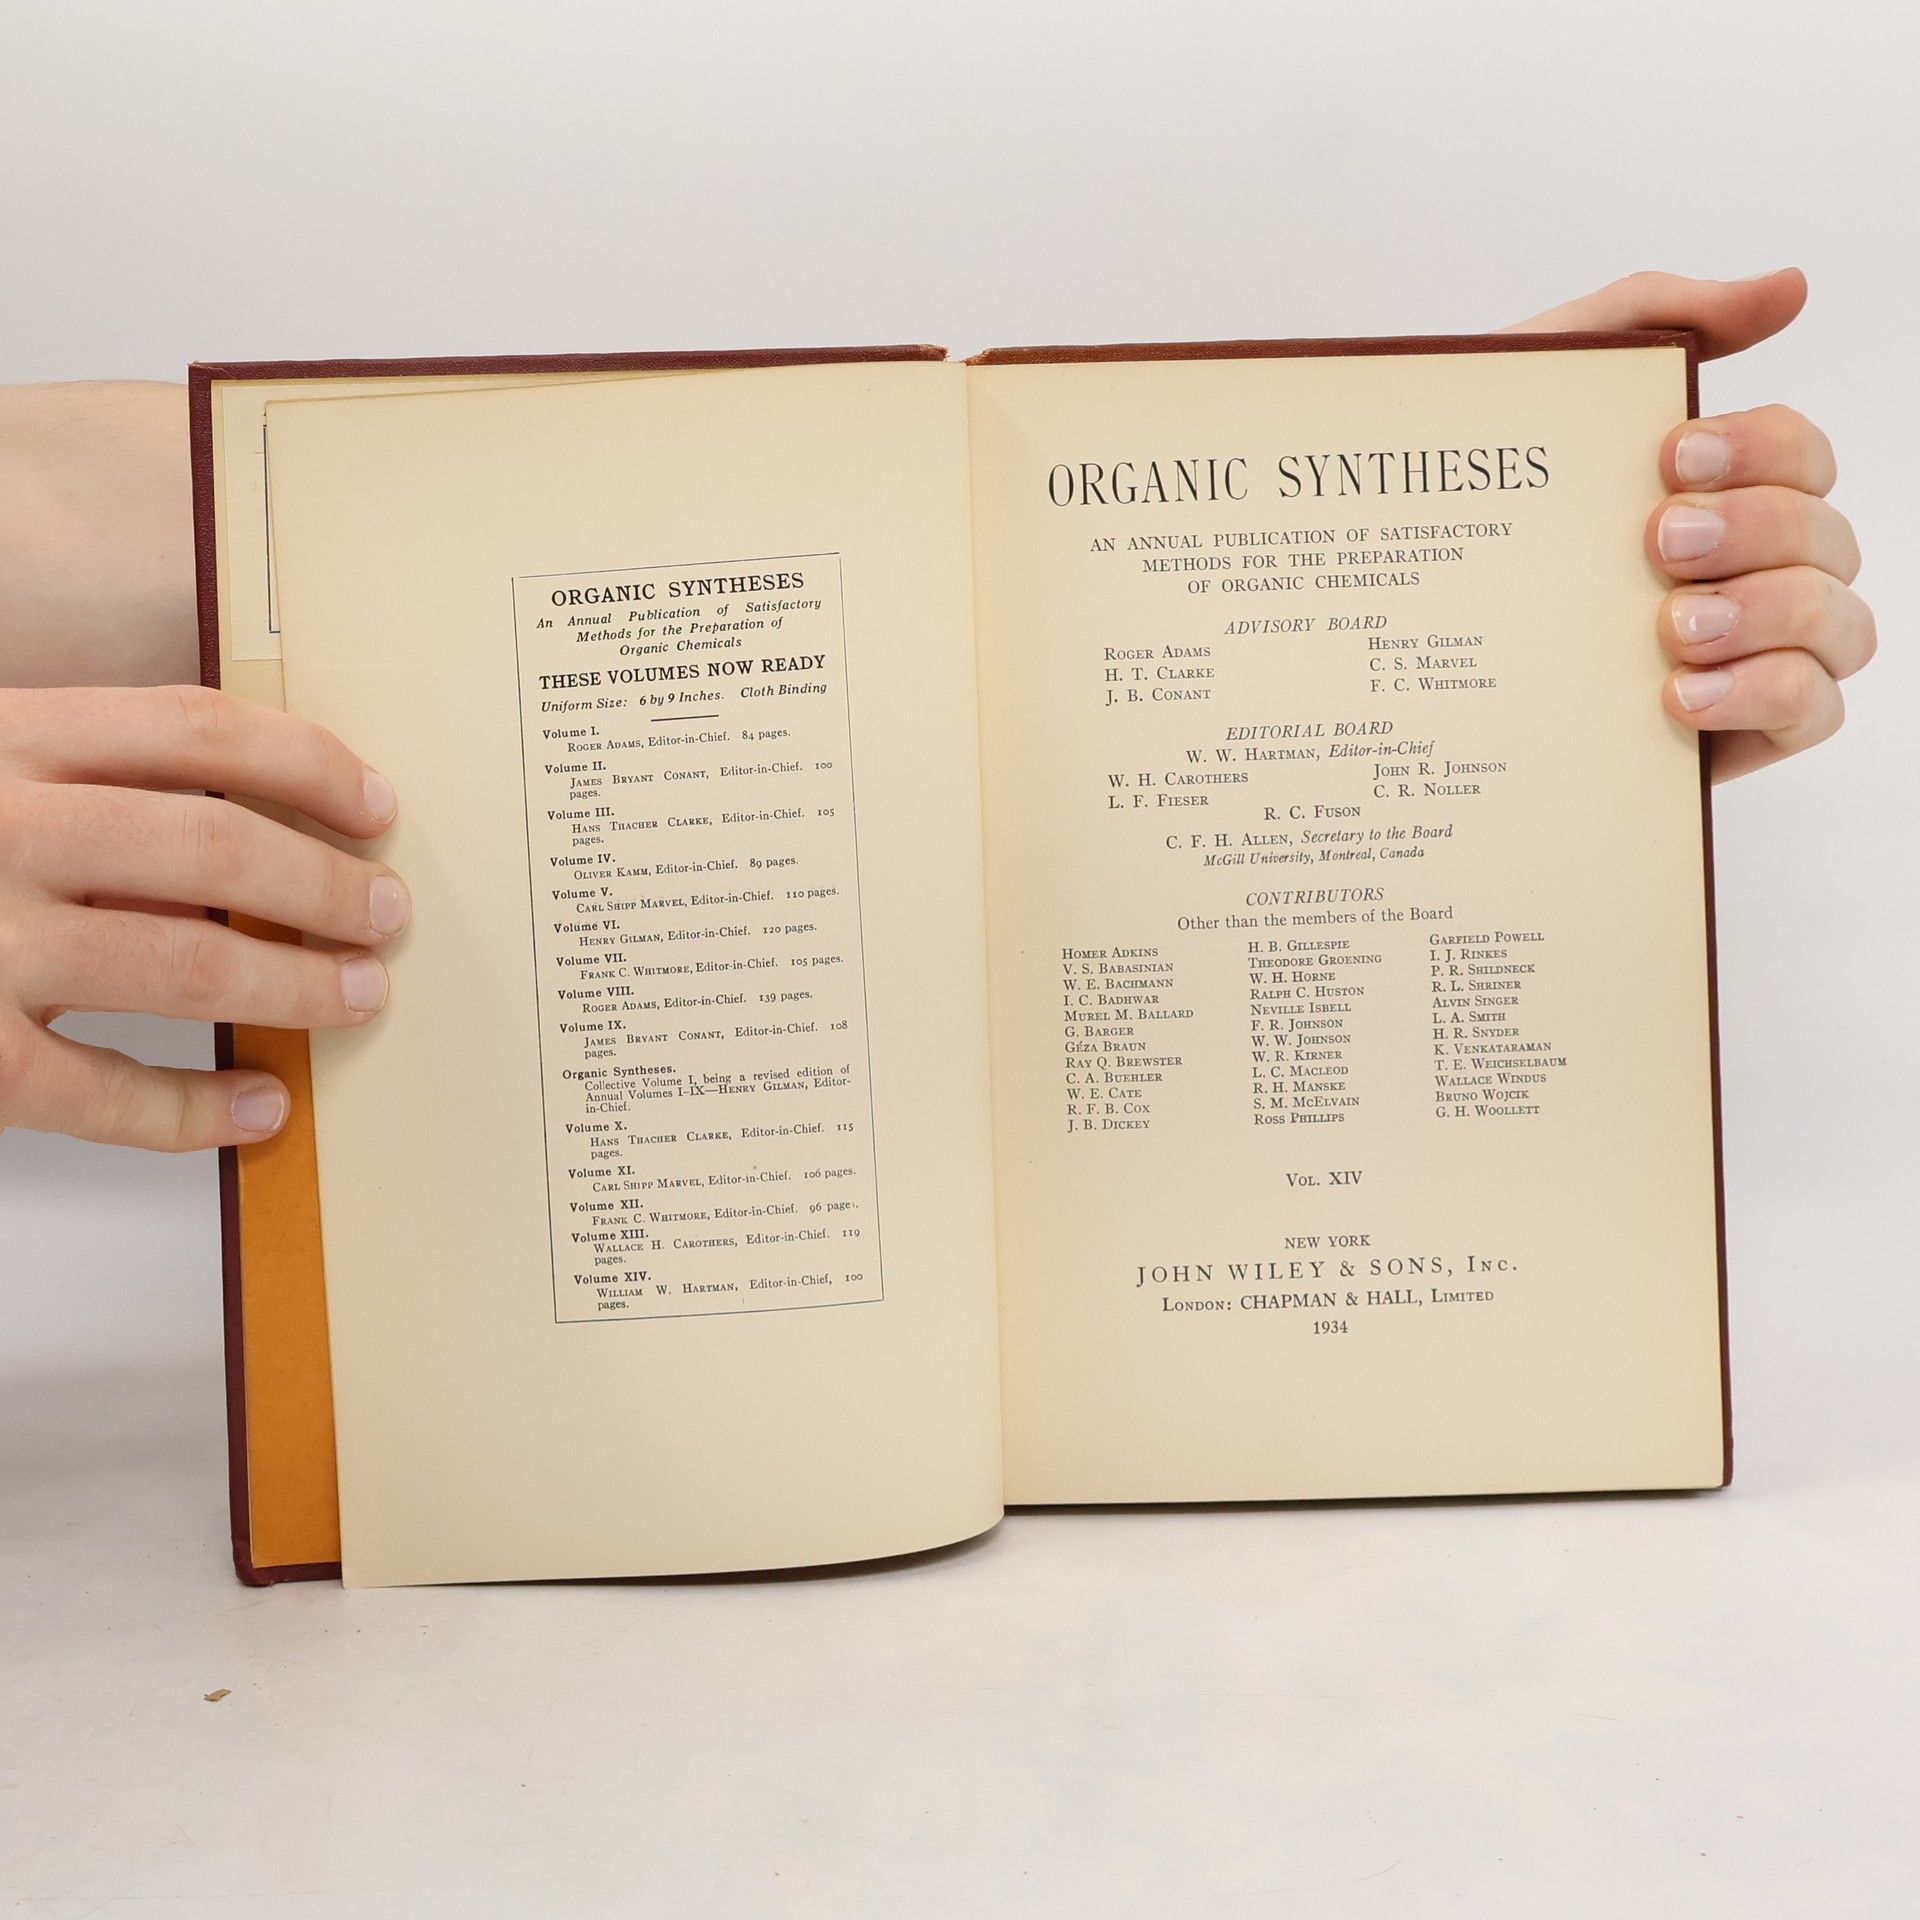 ORGANIC SYNTHESES
An Annual Publication of Satisfactory
Methods for the Preparation of
Organic Chemicals
THESE VOLUMES NOW READY
Uniform Size: 6 by 9 Inches. Cloth Binding
Volume I.
ROGER ADAMS, Editor-in-Chief. 84 pages.
Volume II.
JAMES BRYANT CONANT, Editor-in-Chief. 100
pages.
Volume III.
HANS THACHER CLARKE, Editor-in-Chief. 105
pages.
Volume IV.
OLIVER KAMM, Editor-in-Chief. 89 pages.
Volume V.
CARL SHIPP MARVEL, Editor-in-Chief. 110 pages.
Volume VI.
HENRY GILMAN, Editor-in-Chief. 120 pages.
Volume VII.
FRANK C. WHITMORE, Editor-in-Chief. 105 pages.
Volume VIII.
ROGER ADAMS, Editor-in-Chief. 139 pages.
Volume IX.
JAMES BRYANT CONANT, Editor-in-Chief. 108
pages.
Organic Syntheses.
Collective Volume I, being a revised edition of
Annual Volumes I-IX—HENRY GILMAN, Editor-
in-Chief.
Volume X.
HANS THACHER CLARKE, Editor-in-Chief. 115
pages.
Volume XI.
CARL SHIPP MARVEL, Editor-in-Chief. 106 pages.
Volume XII.
FRANK C. WHITMORE, Editor-in-Chief. 96 pages.
Volume XIII.
WALLACE H. CAROTHERS, Editor-in-Chief. 119
pages.
Volume XIV.
WILLIAM W. HARTMAN, Editor-in-Chief, 100
pages.
ORGANIC SYNTHESES
AN ANNUAL PUBLICATION OF SATISFACTORY
METHODS FOR THE PREPARATION
OF ORGANIC CHEMICALS
ADVISORY BOARD
ROGER ADAMS HENRY GILMAN
H. T. CLARKE C. S. MARVEL
J. B. CONANT F. C. WHITMORE
EDITORIAL BOARD
W. W. HARTMAN, Editor-in-Chief
W. H. CAROTHERS JOHN R. JOHNSON
L. F. FIESER C. R. NOLLER
R. C. FUSON
C. F. H. ALLEN, Secretary to the Board
McGill University, Montreal, Canada
CONTRIBUTORS
Other than the members of the Board
HOMER ADKINS H. B. GILLESPIE GARFIELD POWELL
V. S. BABASINIAN THEODORE GROENING I. J. RINKES
W. E. BACHMANN W. H. HORNE P. R. SHILDNECK
I. C. BADHWAR RALPH C. HUSTON R. L. SHRINER
MUREL M. BALLARD NEVILLE ISBELL ALVIN SINGER
G. BARGER F. R. JOHNSON L. A. SMITH
GÉZA BRAUN W. W. JOHNSON H. R. SNYDER
RAY Q. BREWSTER W. R. KIRNER K. VENKATARAMAN
C. A. BUEHLER L. C. MACLEOD T. E. WEICHSELBAUM
W. E. CATE R. H. MANSKE WALLACE WINDUS
R. F. B. COX S. M. MCELVAIN BRUNO WOJCIK
J. B. DICKEY ROSS PHILLIPS G. H. WOOLLETT
VOL. XIV
NEW YORK
JOHN WILEY & SONS, INC.
LONDON: CHAPMAN & HALL, LIMITED
1934